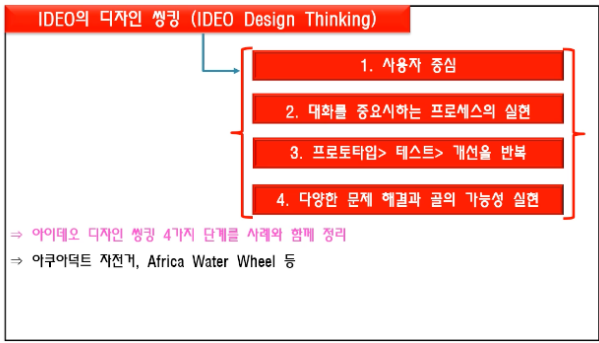 IDEO의 디자인 씽킹 (IDEO Design Thinking)
1. 사용자 중심
2. 대화를 중요시하는 프로세스의 실현
3. 프로토타입> 테스트> 개선을 반복
4. 다양한 문제 해결과 골의 가능성 실현
⇒ 아이데오 디자인 씽킹 4가지 단계를 사례와 함께 정리
⇒ 아쿠아덕트 자전거, Africa Water Wheel 등